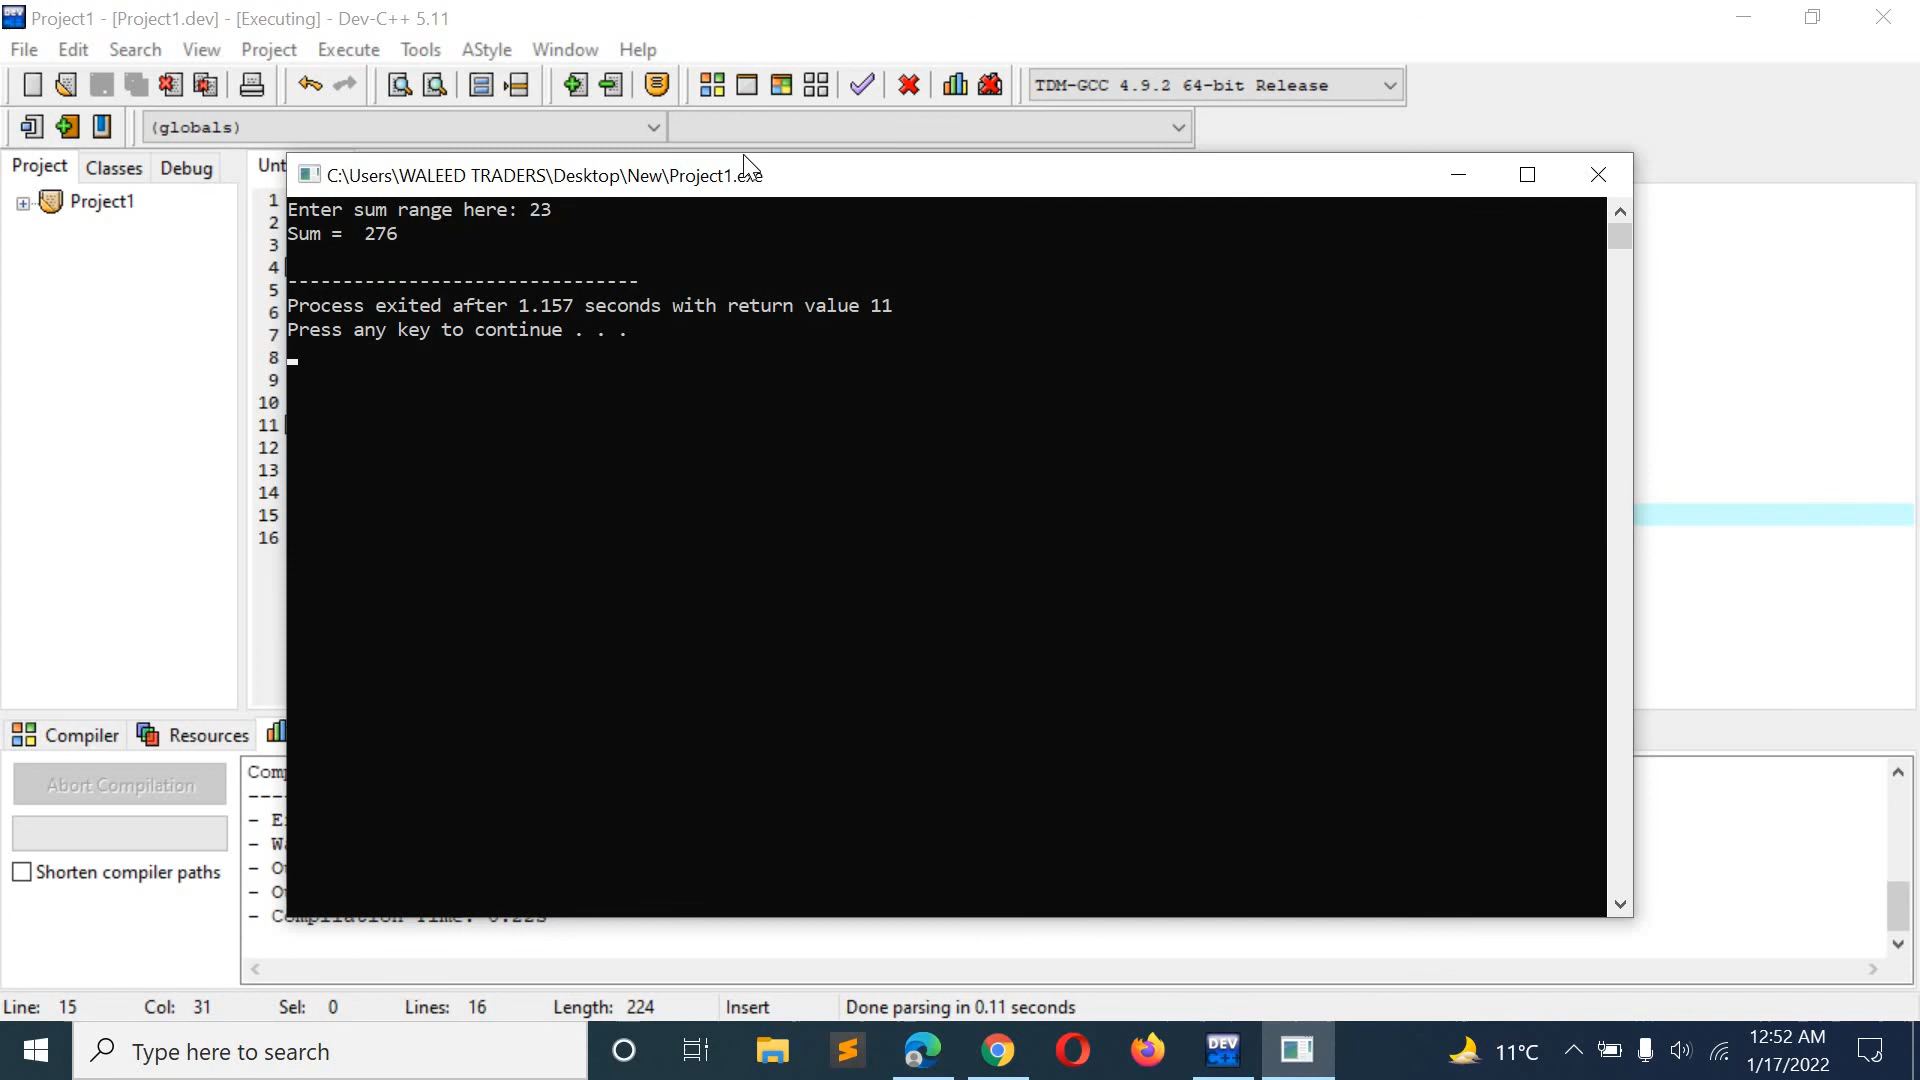 Project1 - [Project1.dev] - [Executing] - Dev-C++ 5.11
File Edit Search View Project Execute Tools AStyle Window Help
TDM-GCC 4.9.2 64-bit Release
(globals)
Project Classes Debug
Project1
Unt
C:\Users\WALEED TRADERS\Desktop\New\Project1.exe
1
2
3
4
5
6
7
8
9
10
11
12
13
14
15
16
Enter sum range here: 23
Sum =  276
--------------------------------
Process exited after 1.157 seconds with return value 11
Press any key to continue . . .
Compiler Resources
Abort Compilation
Shorten compiler paths
Line: 15 Col: 31 Sel: 0 Lines: 16 Length: 224 Insert Done parsing in 0.11 seconds
Type here to search
DEV C++
11°C
12:52 AM
1/17/2022